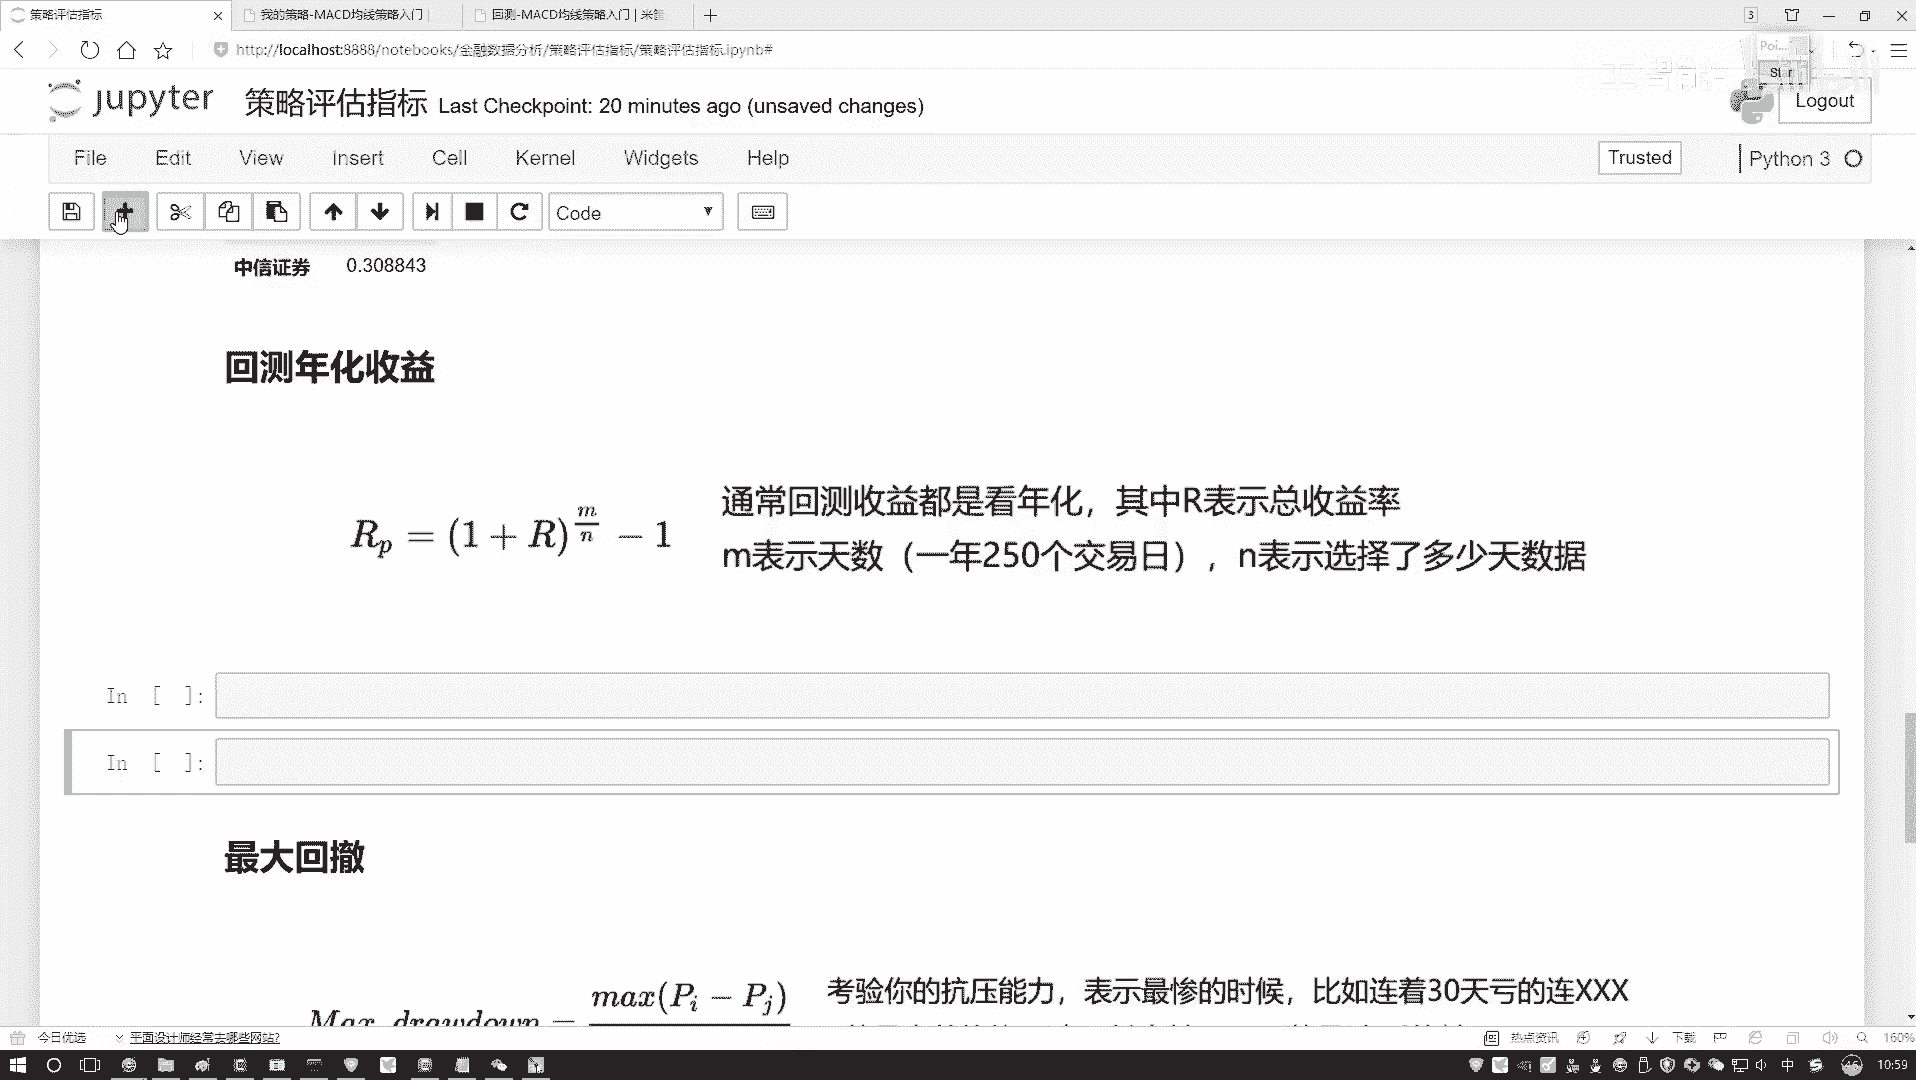 策略评估指标
我的策略-MACD均线策略入门
回测-MACD均线策略入门 | 米筐
3
http://localhost:8888/notebooks/金融数据分析/策略评估指标/策略评估指标.ipynb#
Poi...
Star
jupyter 策略评估指标 Last Checkpoint: 20 minutes ago (unsaved changes)
Logout
File Edit View Insert Cell Kernel Widgets Help
Trusted
Python 3
Code
中信证券 0.308843
回测年化收益
通常回测收益都是看年化，其中R表示总收益率
R_p = (1 + R)^{m/n} − 1
m表示天数（一年250个交易日），n表示选择了多少天数据
In [ ]:
In [ ]:
最大回撤
考验你的抗压能力，表示最惨的时候，比如连着30天亏的连XXX
Max_drawdown = max(P_i − P_j)
今日优选
平面设计师经常去哪些网站?
热点资讯
下载
160%
中
46
10:59